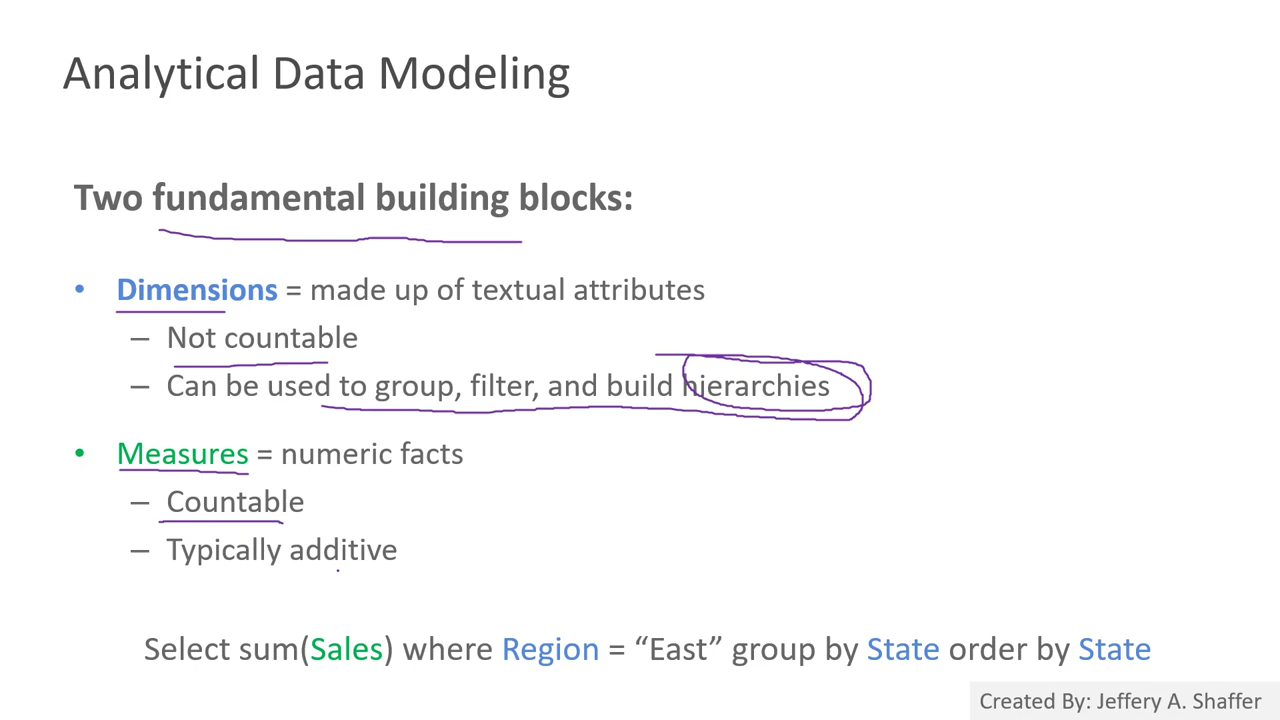 Analytical Data Modeling
Two fundamental building blocks:
• Dimensions = made up of textual attributes
– Not countable
– Can be used to group, filter, and build hierarchies
• Measures = numeric facts
– Countable
– Typically additive
Select sum(Sales) where Region = “East” group by State order by State
Created By: Jeffery A. Shaffer